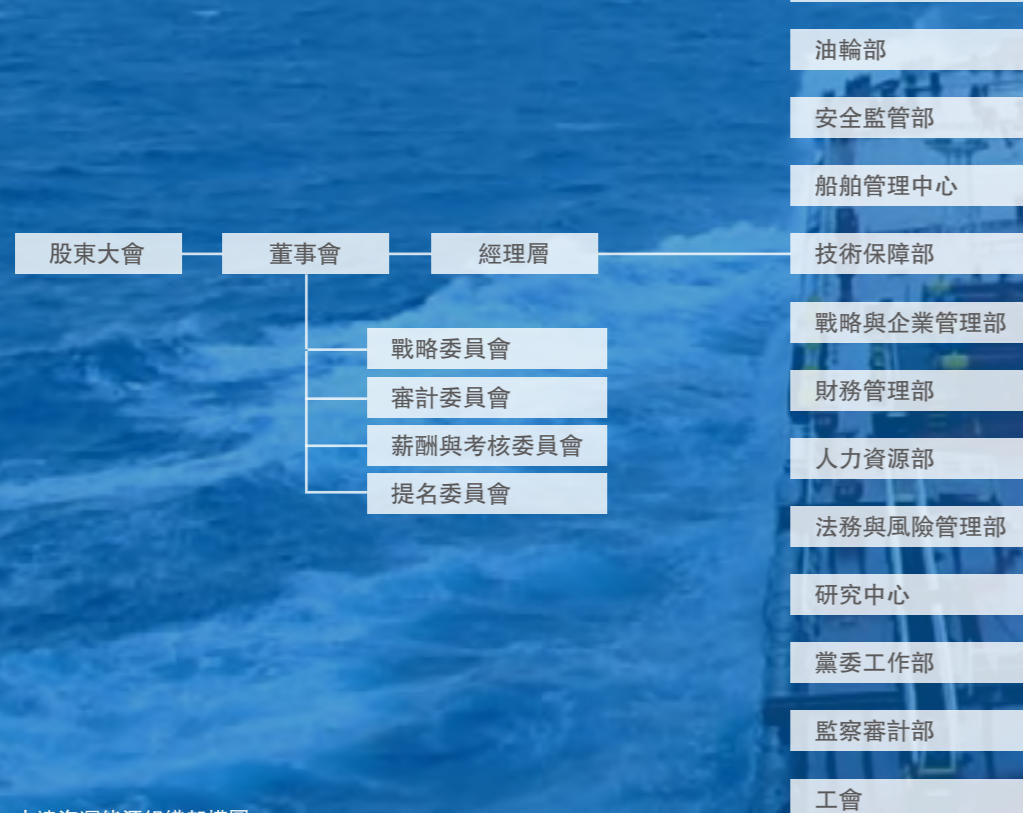 油輪部
安全監管部
船舶管理中心
股東大會
董事會
經理層
技術保障部
戰略與企業管理部
戰略委員會
審計委員會
財務管理部
薪酬與考核委員會
人力資源部
提名委員會
法務與風險管理部
研究中心
黨委工作部
監察審計部
工會